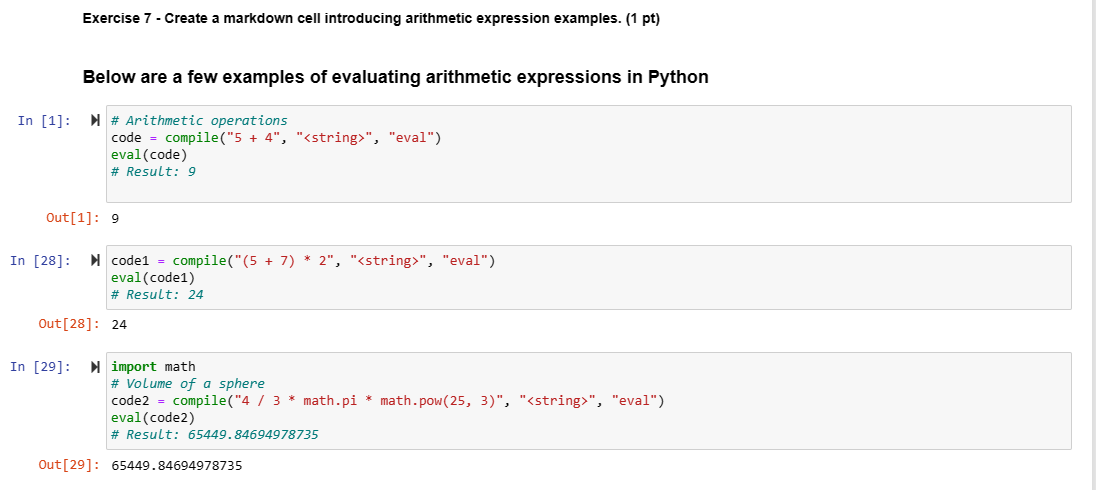 Exercise 7 - Create a markdown cell introducing arithmetic expression examples. (1 pt)
Below are a few examples of evaluating arithmetic expressions in Python
In [1]:
# Arithmetic operations
code = compile("5 + 4", "<string>", "eval")
eval(code)
# Result: 9
Out[1]: 9
In [28]:
code1 = compile("(5 + 7) * 2", "<string>", "eval")
eval(code1)
# Result: 24
Out[28]: 24
In [29]:
import math
# Volume of a sphere
code2 = compile("4 / 3 * math.pi * math.pow(25, 3)", "<string>", "eval")
eval(code2)
# Result: 65449.84694978735
Out[29]: 65449.84694978735